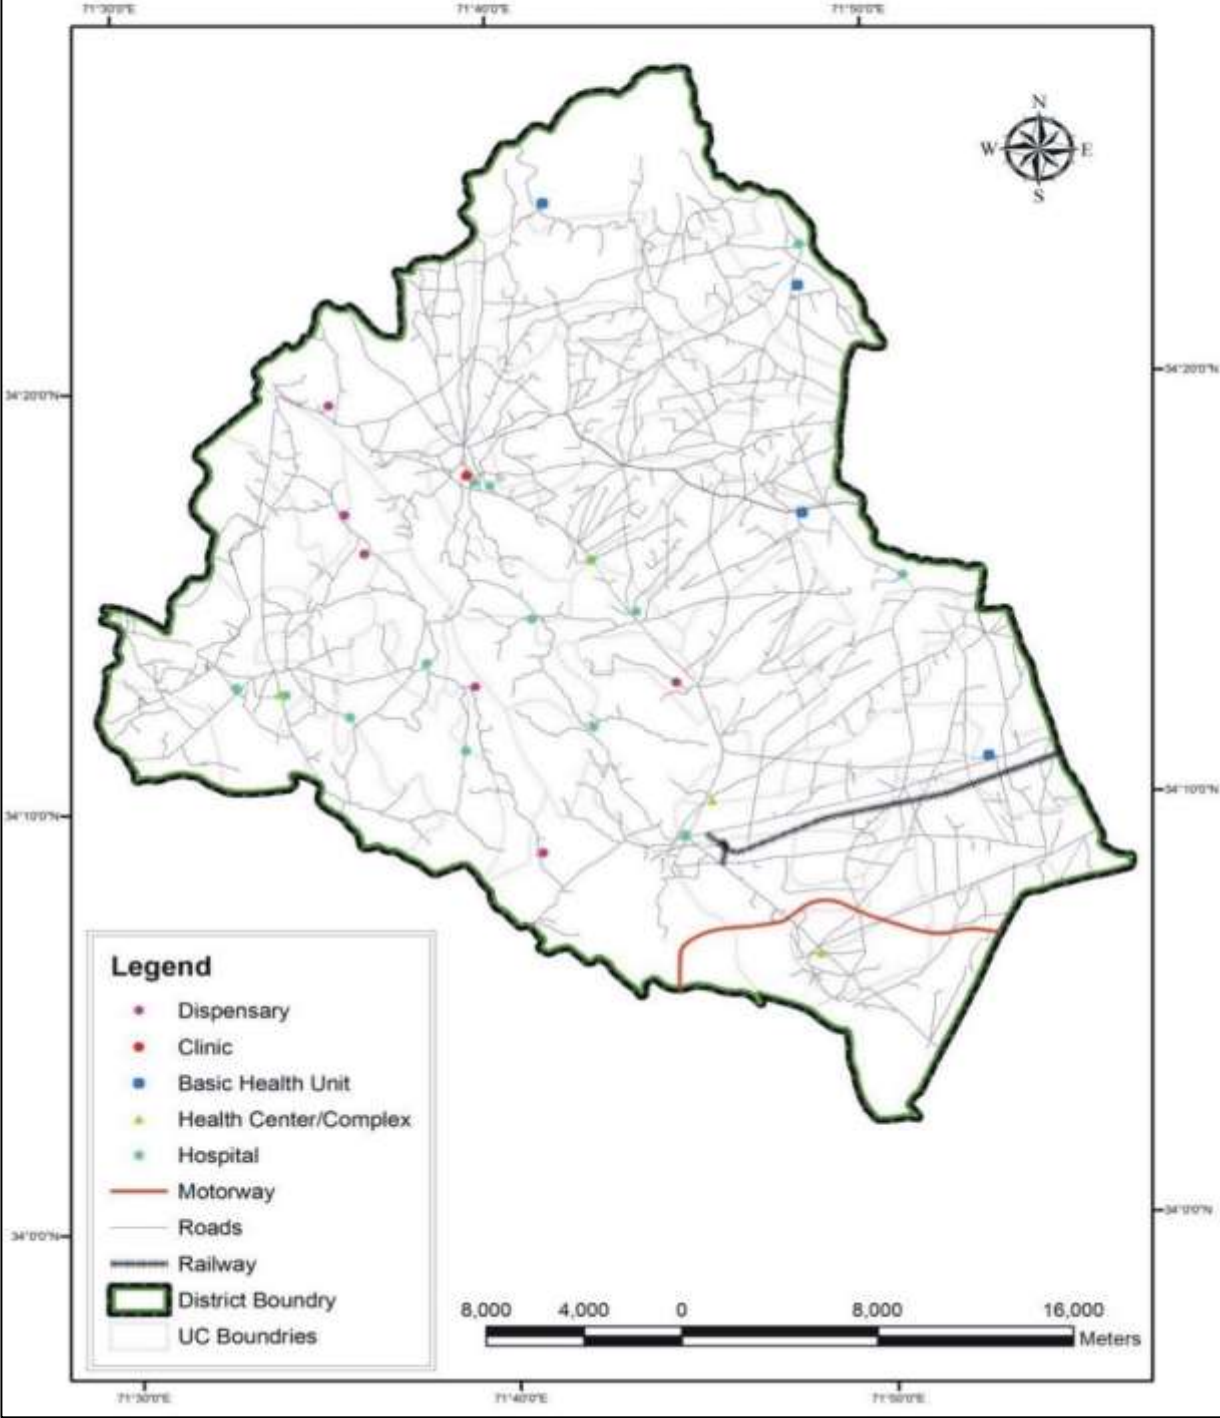 71°30'0"E 71°40'0"E 71°50'0"E
N
W E
S
34°20'0"N 34°20'0"N
34°10'0"N 34°10'0"N
Legend
Dispensary
Clinic
Basic Health Unit
Health Center/Complex
Hospital
Motorway
Roads
Railway
District Boundry
UC Boundries
34°0'0"N 34°0'0"N
8,000 4,000 0 8,000 16,000
Meters
71°30'0"E 71°40'0"E 71°50'0"E